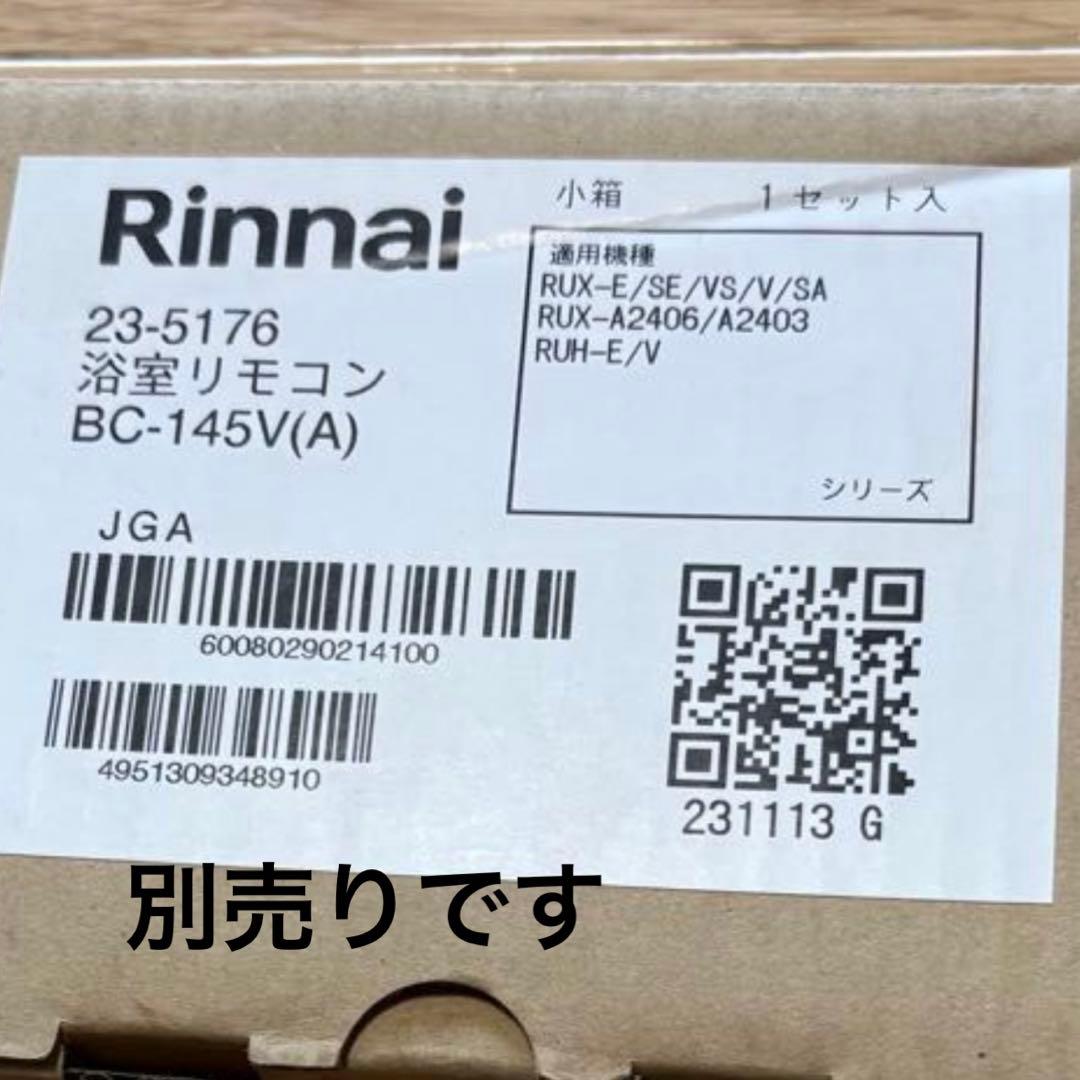 Rinnai
小箱 1セット入
適用機種
RUX-E/SE/VS/V/SA
RUX-A2406/A2403
RUH-E/V
シリーズ
23-5176
浴室リモコン
BC-145V(A)
JGA
60080290214100
4951309348910
231113 G
別売りです